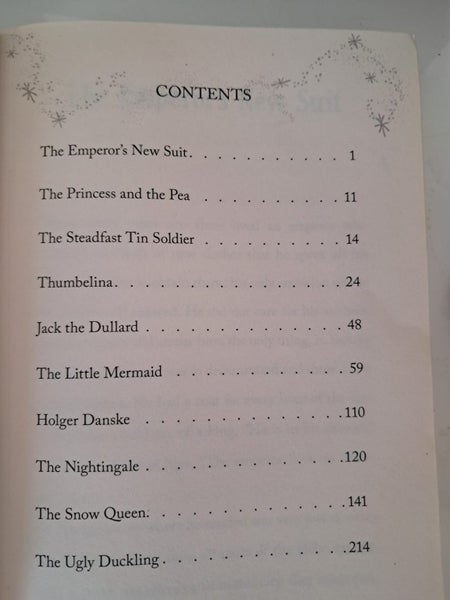 CONTENTS
The Emperor's New Suit. . . . . . . . . . . 1
The Princess and the Pea . . . . . . . . . . 11
The Steadfast Tin Soldier . . . . . . . . . . 14
Thumbelina. . . . . . . . . . . . . . . . 24
Jack the Dullard . . . . . . . . . . . . . . 48
The Little Mermaid . . . . . . . . . . . . 59
Holger Danske . . . . . . . . . . . . . .110
The Nightingale . . . . . . . . . . . . . .120
The Snow Queen. . . . . . . . . . . . . .141
The Ugly Duckling. . . . . . . . . . . . .214